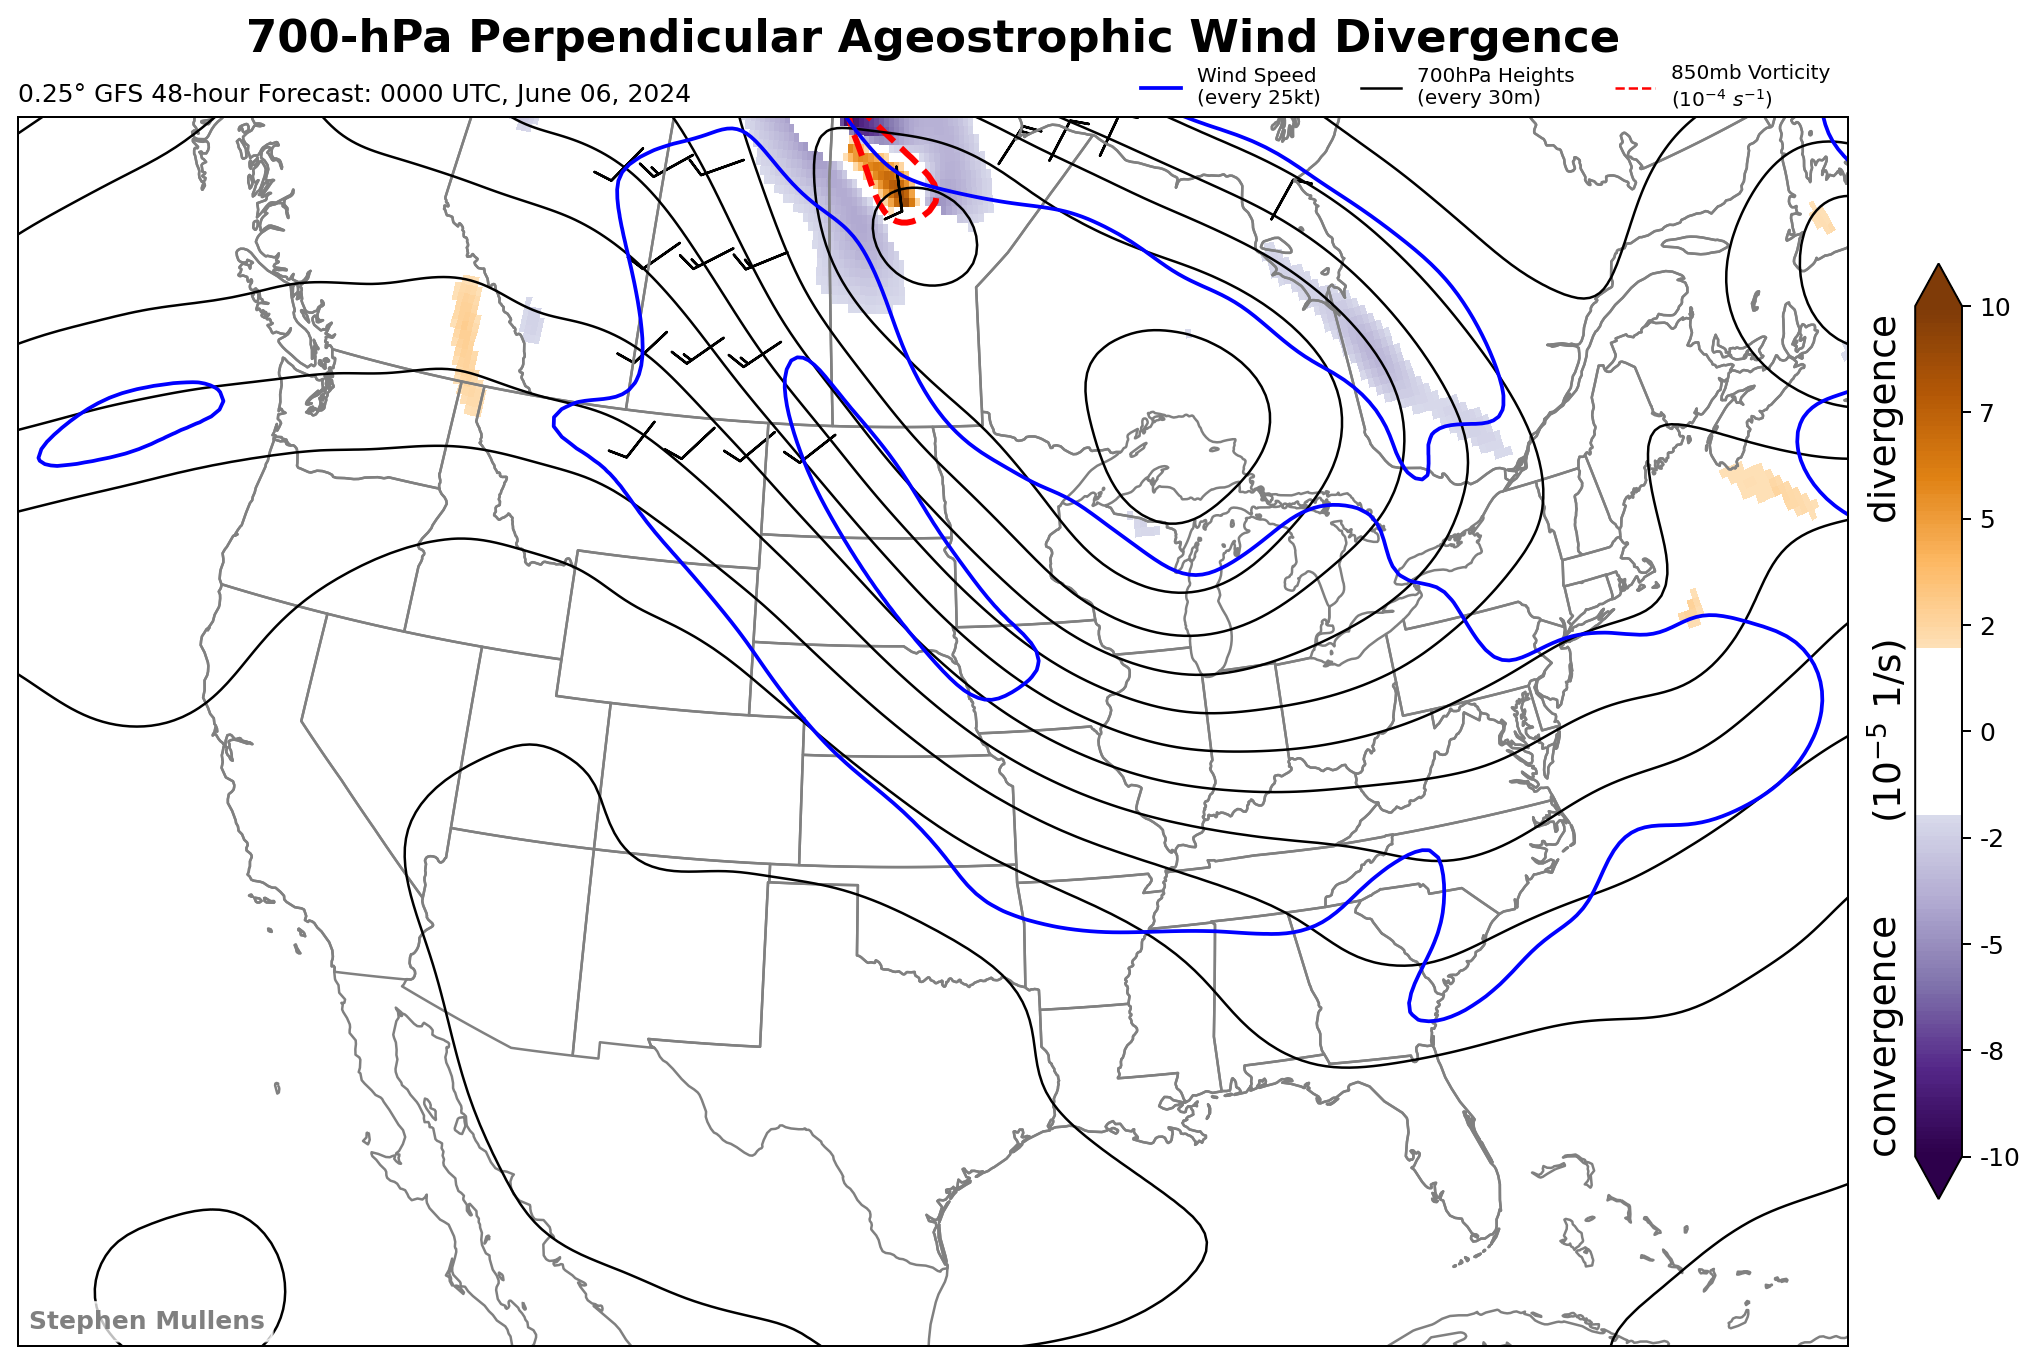 700-hPa Perpendicular Ageostrophic Wind Divergence
0.25° GFS 48-hour Forecast: 0000 UTC, June 06, 2024
Wind Speed
(every 25kt)
700hPa Heights
(every 30m)
850mb Vorticity
(10⁻⁴ s⁻¹)
10
7
5
2
0
-2
-5
-8
-10
convergence (10⁻⁵ 1/s) divergence
Stephen Mullens